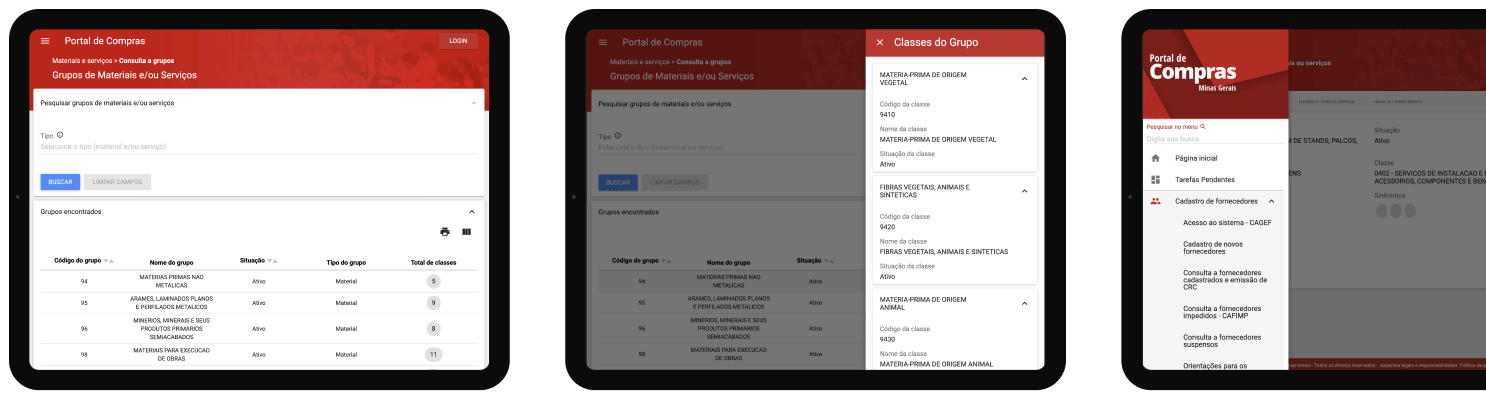 Portal de Compras
LOGIN
Materiais e serviços > Consulta a grupos
Grupos de Materiais e/ou Serviços
Pesquisar grupos de materiais e/ou serviços
Tipo
Selecione o tipo (material e/ou serviço)
BUSCAR
LIMPAR CAMPOS
Grupos encontrados
Código do grupo
Nome do grupo
Situação
Tipo do grupo
Total de classes
94
MATERIAS PRIMAS NAO
METALICAS
Ativo
Material
5
95
ARAMES, LAMINADOS PLANOS
E PERFILADOS METALICOS
Ativo
Material
9
96
MINERIOS, MINERAIS E SEUS
PRODUTOS PRIMARIOS
SEMIACABADOS
Ativo
Material
8
98
MATERIAIS PARA EXECUCAO
DE OBRAS
Ativo
Material
11
Portal de Compras
Materiais e serviços > Consulta a grupos
Grupos de Materiais e/ou Serviços
Pesquisar grupos de materiais e/ou serviços
Tipo
Selecione o tipo (material e/ou serviço)
BUSCAR
LIMPAR CAMPOS
Grupos encontrados
Código do grupo
Nome do grupo
Situação
94
MATERIAS PRIMAS NAO
METALICAS
Ativo
95
ARAMES, LAMINADOS PLANOS
E PERFILADOS METALICOS
Ativo
96
MINERIOS, MINERAIS E SEUS
PRODUTOS PRIMARIOS
SEMIACABADOS
Ativo
98
MATERIAIS PARA EXECUCAO
DE OBRAS
Ativo
× Classes do Grupo
MATERIA-PRIMA DE ORIGEM
VEGETAL
Código da classe
9410
Nome da classe
MATERIA-PRIMA DE ORIGEM VEGETAL
Situação da classe
Ativo
FIBRAS VEGETAIS, ANIMAIS E
SINTETICAS
Código da classe
9420
Nome da classe
FIBRAS VEGETAIS, ANIMAIS E SINTETICAS
Situação da classe
Ativo
MATERIA-PRIMA DE ORIGEM
ANIMAL
Código da classe
9430
Nome da classe
MATERIA-PRIMA DE ORIGEM ANIMAL
Portal de
Compras
Minas Gerais
Pesquisar no menu
Digite sua busca
Página inicial
Tarefas Pendentes
Cadastro de fornecedores
Acesso ao sistema - CAGEF
Cadastro de novos
fornecedores
Consulta a fornecedores
cadastrados e emissão de
CRC
Consulta a fornecedores
impedidos - CAFIMP
Consulta a fornecedores
suspensos
Orientações para os
ou serviços
DE STANDS, PALCOS,
Situação
Ativo
Classe
0402 - SERVICOS DE INSTALACAO E
ACESSORIOS, COMPONENTES E BEN
ENS
Sinônimos
Gerais - Todos os direitos reservados - Aspectos legais e responsabilidades